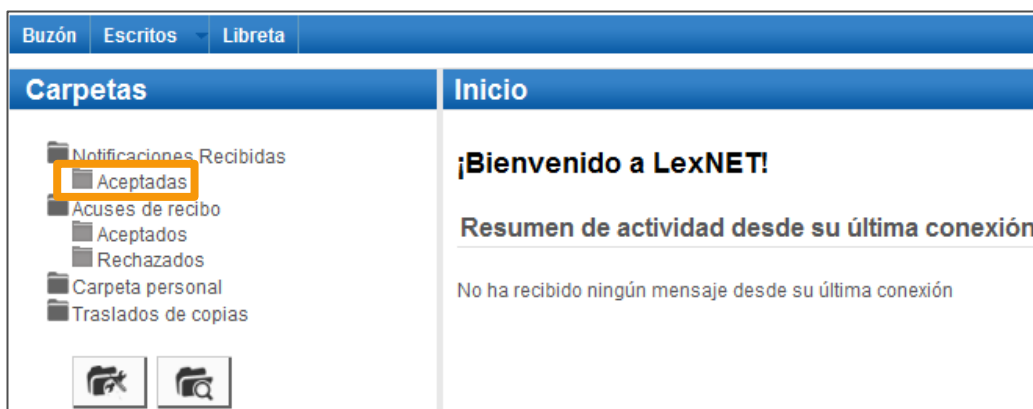 Buzón Escritos Libreta
Carpetas
Notificaciones Recibidas
Aceptadas
Acuses de recibo
Aceptados
Rechazados
Carpeta personal
Traslados de copias
Inicio
¡Bienvenido a LexNET!
Resumen de actividad desde su última conexión
No ha recibido ningún mensaje desde su última conexión